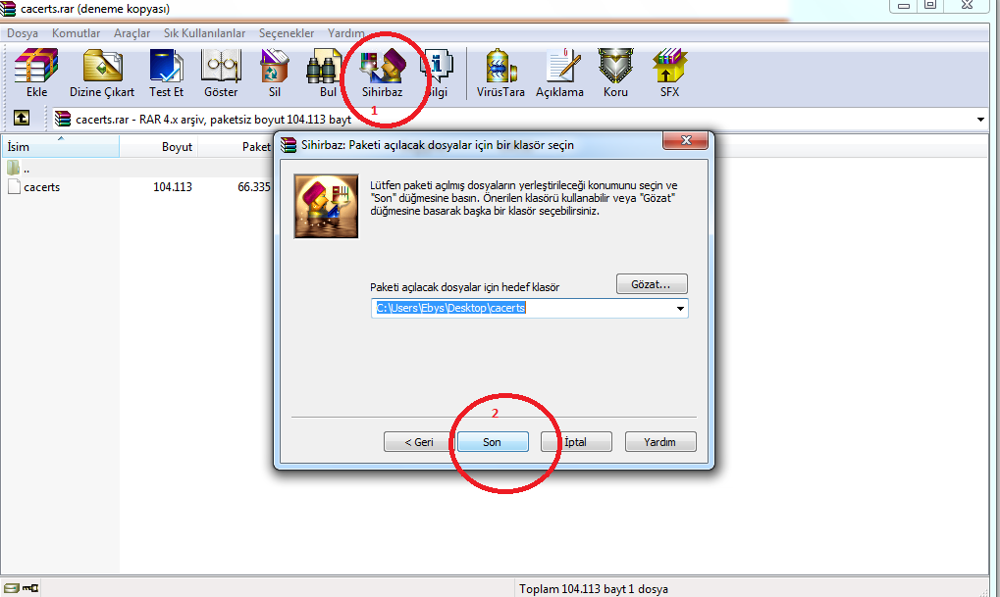 cacerts.rar (deneme kopyası)
Dosya Komutlar Araçlar Sık Kullanılanlar Seçenekler Yardım
Ekle Dizine Çıkart Test Et Göster Sil Bul Sihirbaz ilgi VirüsTara Açıklama Koru SFX
1
cacerts.rar - RAR 4.x arşiv, paketsiz boyut 104.113 bayt
İsim Boyut Paket
..
cacerts 104.113 66.335
Sihirbaz: Paketi açılacak dosyalar için bir klasör seçin
Lütfen paketi açılmış dosyaların yerleştirileceği konumunu seçin ve
"Son" düğmesine basın. Önerilen klasörü kullanabilir veya "Gözat"
düğmesine basarak başka bir klasör seçebilirsiniz.
Paketi açılacak dosyalar için hedef klasör Gözat...
C:\Users\Ebys\Desktop\cacerts
2
< Geri Son İptal Yardım
Toplam 104.113 bayt 1 dosya